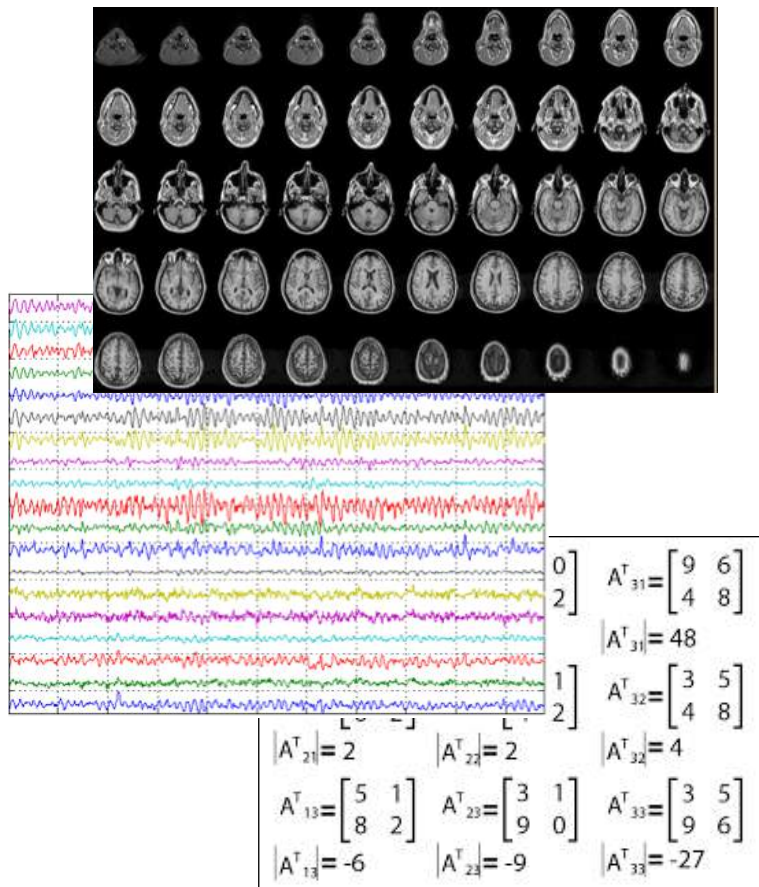 0 A^T_31 = 9 6
2 4 8
|A^T_31| = 48
1 A^T_32 = 3 5
2 4 8
|A^T_21| = 2 |A^T_22| = 2 |A^T_32| = 4
A^T_13 = 5 1 A^T_23 = 3 1 A^T_33 = 3 5
8 2 9 0 9 6
|A^T_13| = -6 |A^T_23| = -9 |A^T_33| = -27